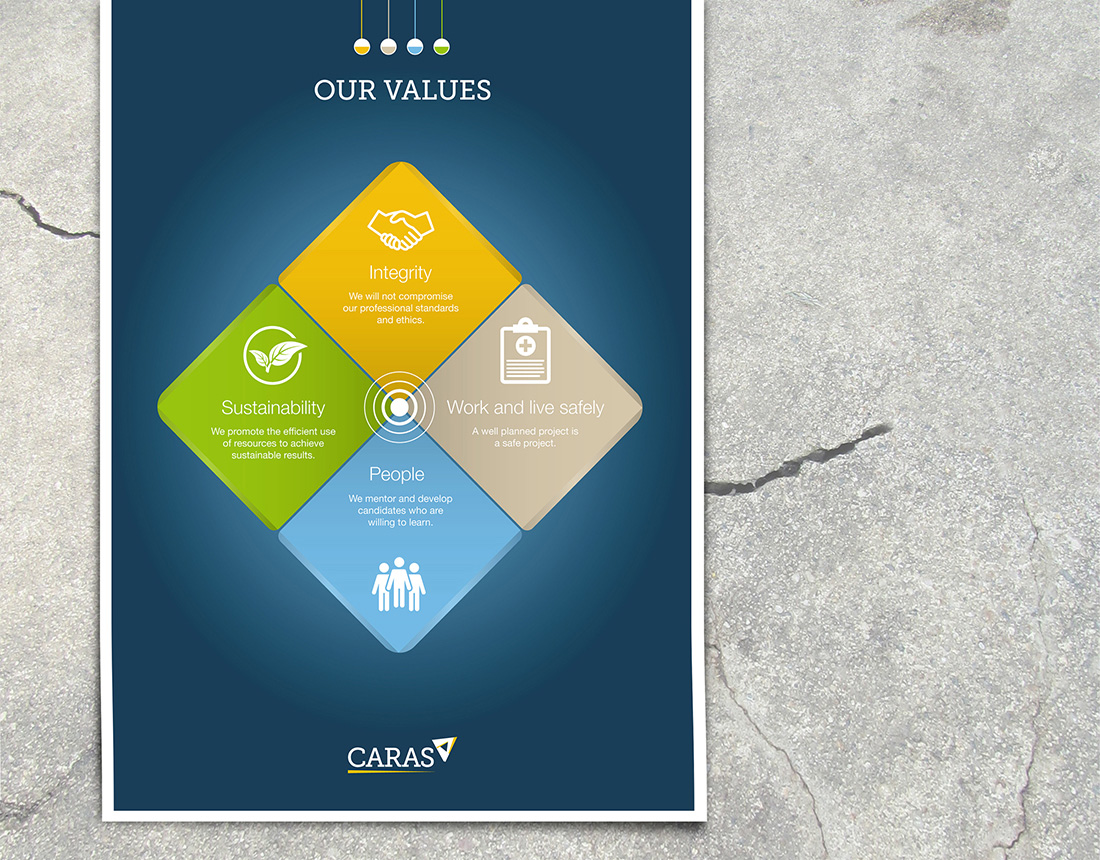 OUR VALUES
Integrity
We will not compromise
our professional standards
and ethics.
Sustainability
We promote the efficient use
of resources to achieve
sustainable results.
Work and live safely
A well planned project is
a safe project.
People
We mentor and develop
candidates who are
willing to learn.
CARAS